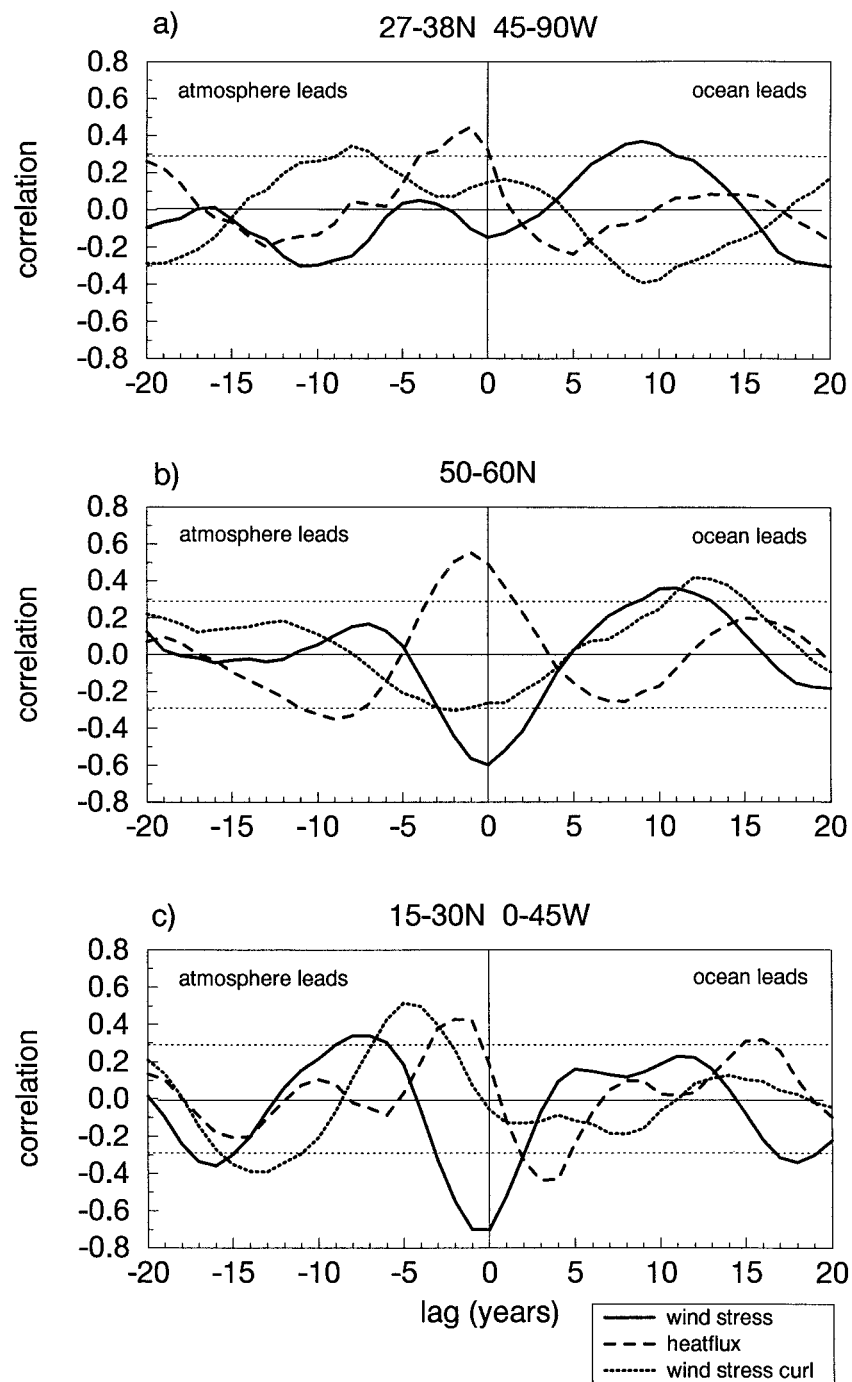 a) 27-38N 45-90W
0.8
0.6
0.4
0.2
0.0
-0.2
-0.4
-0.6
-0.8
correlation
atmosphere leads
ocean leads
-20 -15 -10 -5 0 5 10 15 20
b) 50-60N
0.8
0.6
0.4
0.2
0.0
-0.2
-0.4
-0.6
-0.8
correlation
atmosphere leads
ocean leads
-20 -15 -10 -5 0 5 10 15 20
c) 15-30N 0-45W
0.8
0.6
0.4
0.2
0.0
-0.2
-0.4
-0.6
-0.8
correlation
atmosphere leads
ocean leads
-20 -15 -10 -5 0 5 10 15 20
lag (years)
wind stress
heatflux
wind stress curl